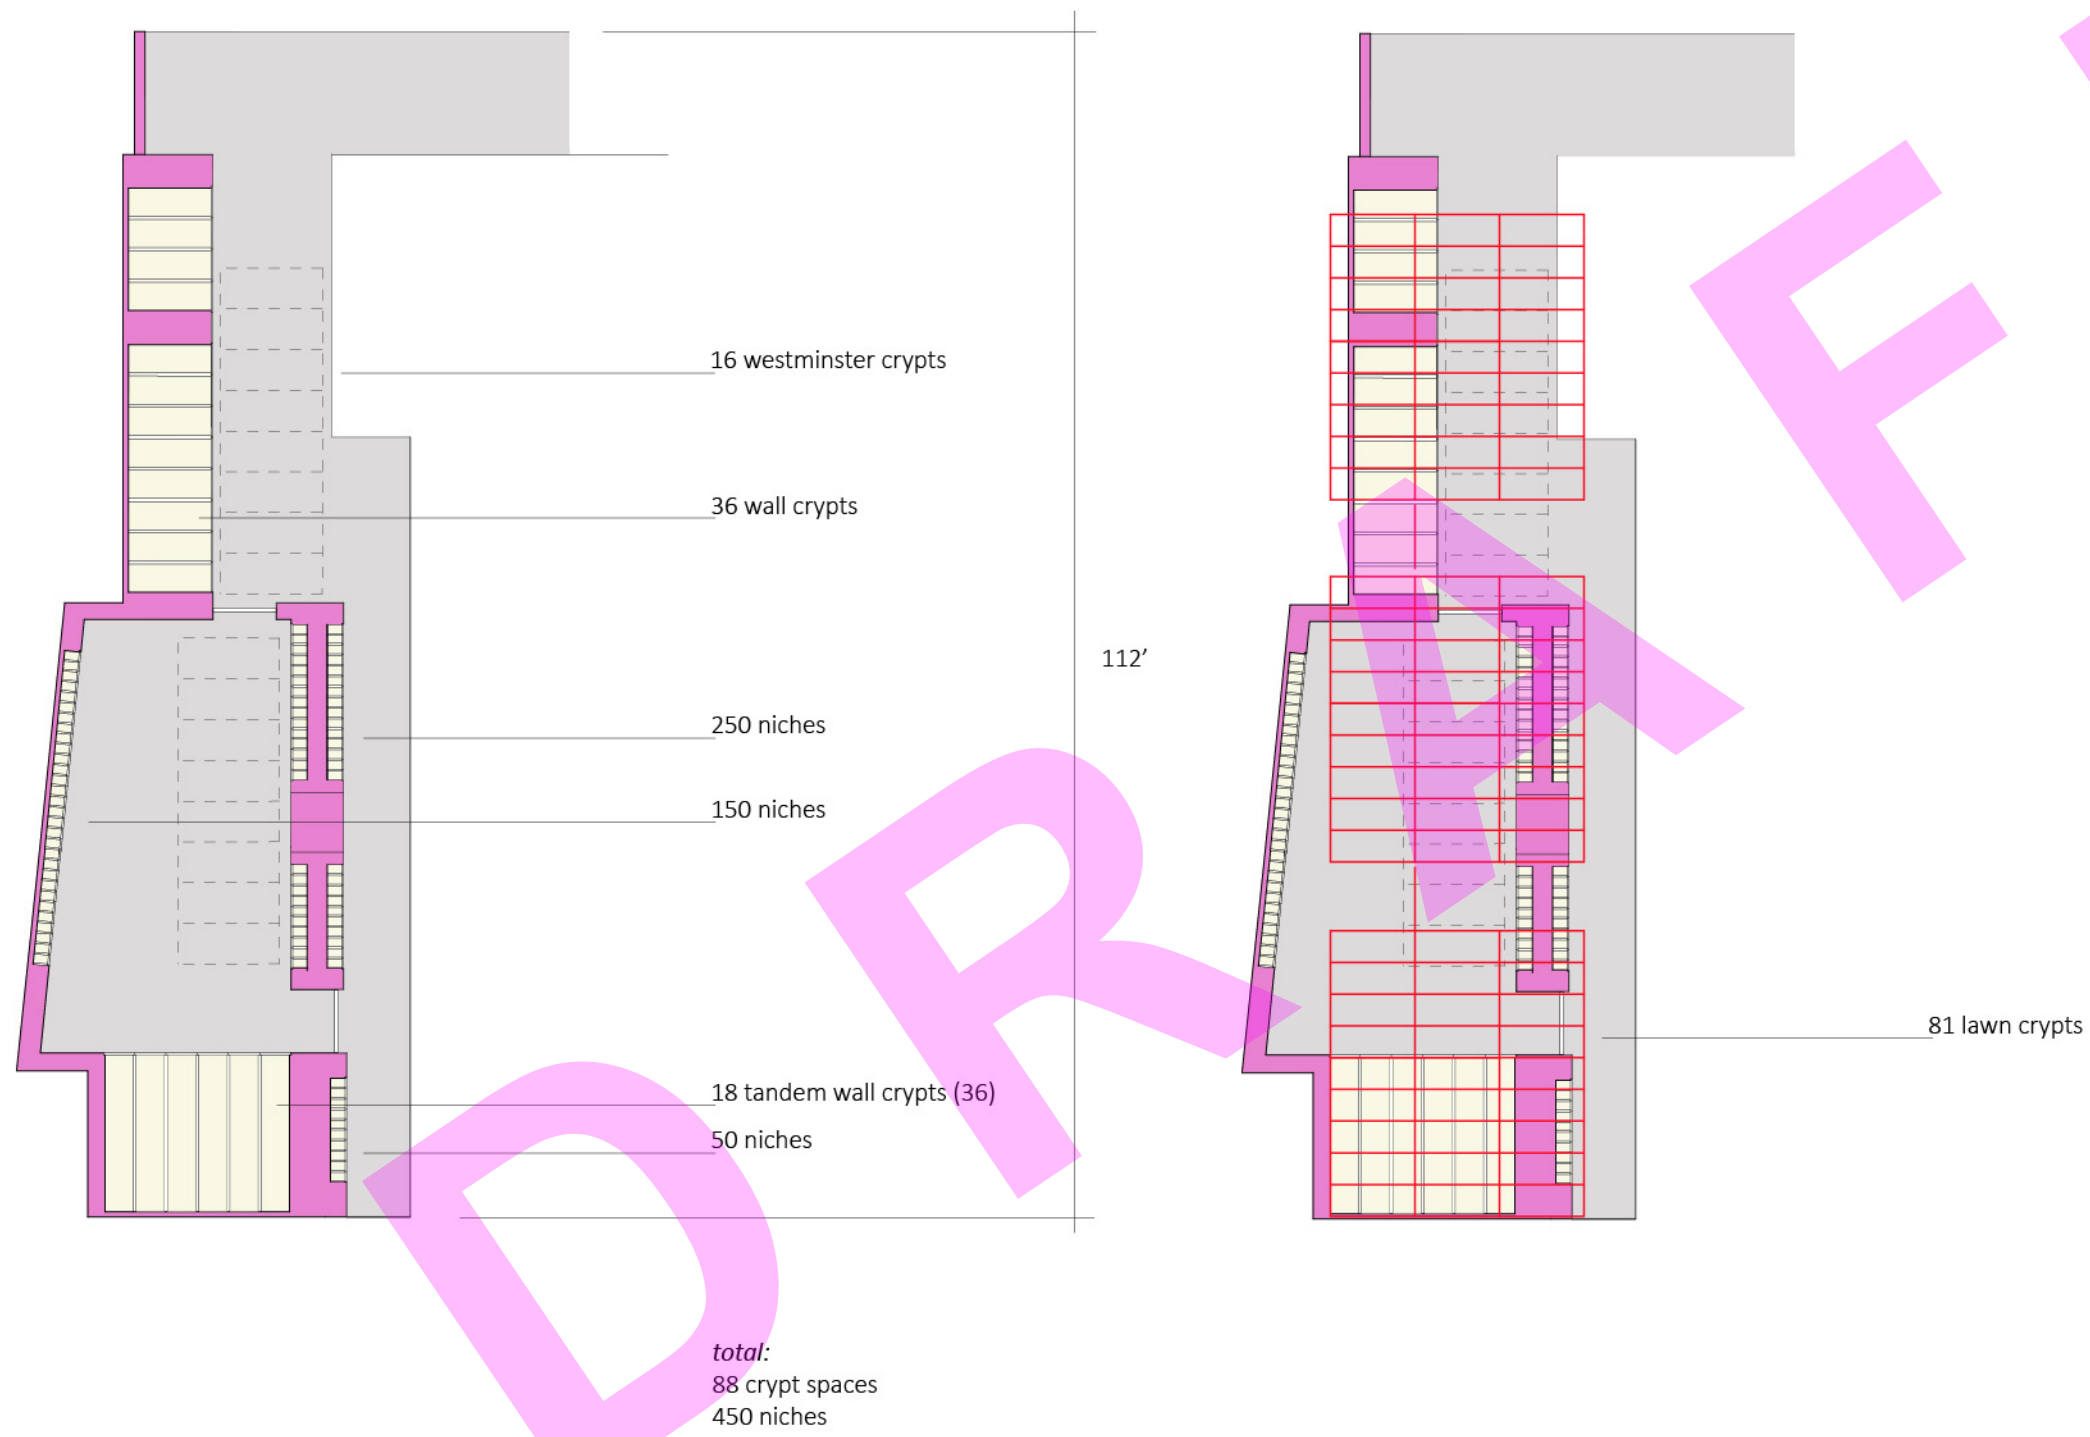 16 westminster crypts
36 wall crypts
112’
250 niches
150 niches
81 lawn crypts
18 tandem wall crypts (36)
50 niches
total:
88 crypt spaces
450 niches
DRAFT